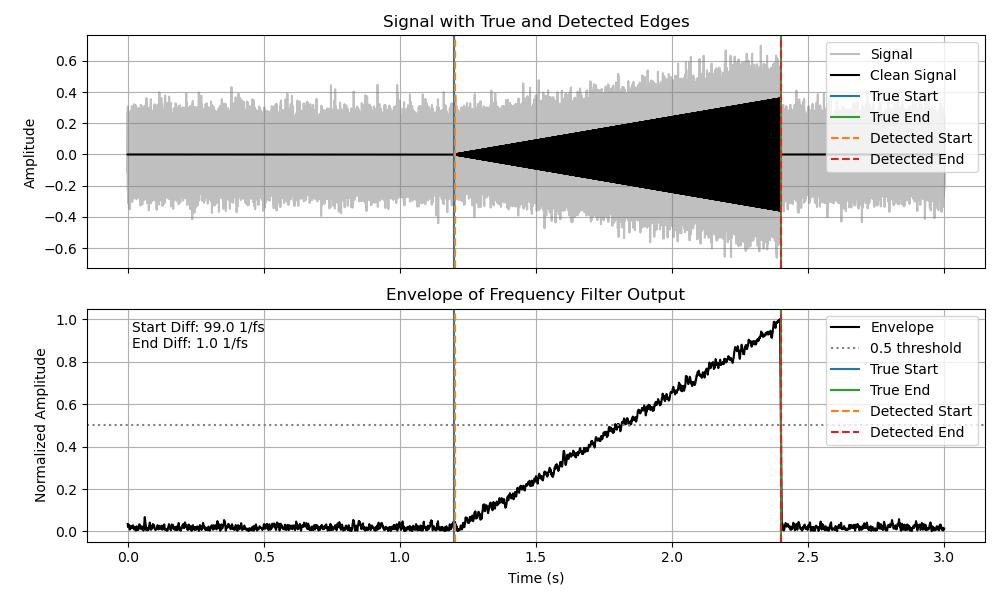 Signal with True and Detected Edges
Amplitude
0.6
0.4
0.2
0.0
−0.2
−0.4
−0.6
Signal
Clean Signal
True Start
True End
Detected Start
Detected End
Envelope of Frequency Filter Output
Normalized Amplitude
1.0
0.8
0.6
0.4
0.2
0.0
Start Diff: 99.0 1/fs
End Diff: 1.0 1/fs
Envelope
0.5 threshold
True Start
True End
Detected Start
Detected End
0.0 0.5 1.0 1.5 2.0 2.5 3.0
Time (s)